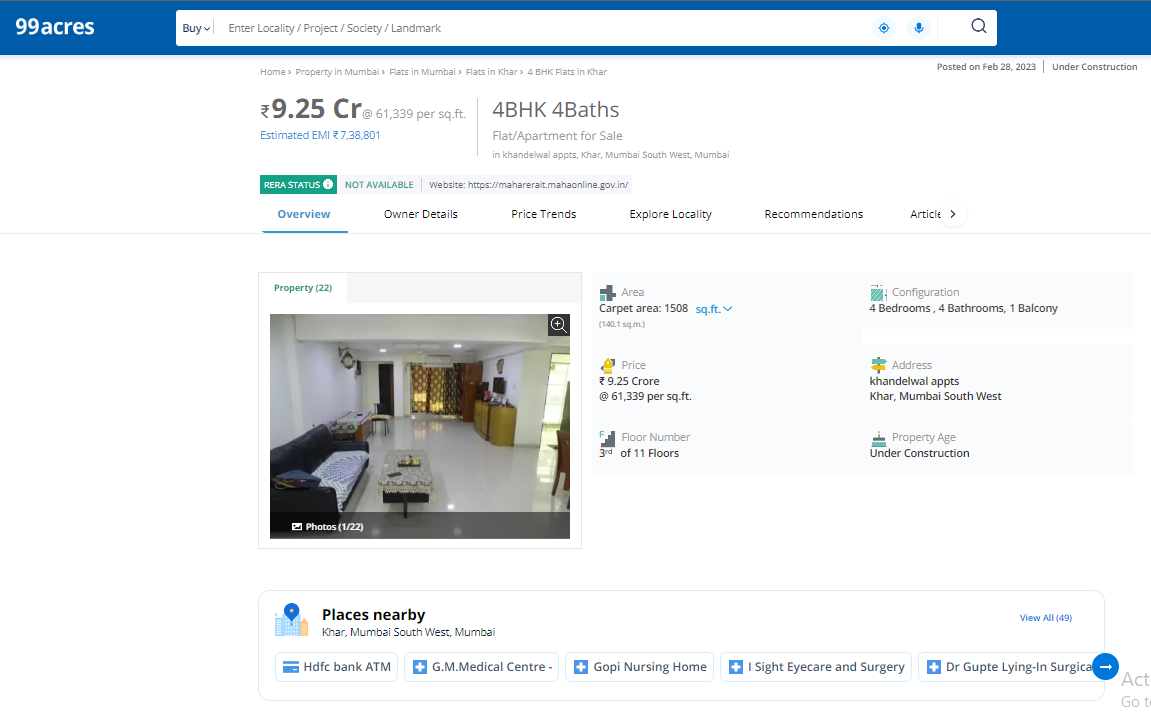 99acres
Buy
Enter Locality / Project / Society / Landmark
Posted on Feb 28, 2023 | Under Construction
Home > Property in Mumbai > Flats in Mumbai > Flats in Khar > 4 BHK Flats in Khar
₹9.25 Cr @ 61,339 per sq.ft.
Estimated EMI ₹ 7,38,801
4BHK 4Baths
Flat/Apartment for Sale
in khandelwal appts, Khar, Mumbai South West, Mumbai
RERA STATUS NOT AVAILABLE | Website: https://maharerait.mahaonline.gov.in/
Overview Owner Details Price Trends Explore Locality Recommendations Article
Property (22)
Photos (1/22)
Area
Carpet area: 1508 sq.ft.
(140.1 sq.m.)
Configuration
4 Bedrooms , 4 Bathrooms, 1 Balcony
Price
₹ 9.25 Crore
@ 61,339 per sq.ft.
Address
khandelwal appts
Khar, Mumbai South West
Floor Number
3rd of 11 Floors
Property Age
Under Construction
Places nearby
Khar, Mumbai South West, Mumbai
View All (49)
Hdfc bank ATM
G.M.Medical Centre -
Gopi Nursing Home
I Sight Eyecare and Surgery
Dr Gupte Lying-In Surgica
Act
Go to